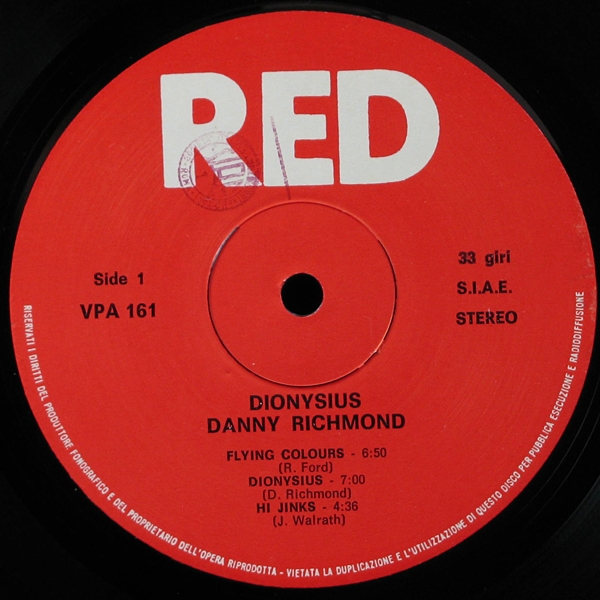 RED
Side 1
VPA 161
33 giri
S.I.A.E.
STEREO
DIONYSIUS
DANNY RICHMOND
FLYING COLOURS - 6:50
(R. Ford)
DIONYSIUS - 7:00
(D. Richmond)
HI JINKS - 4:36
(J. Walrath)
RISERVATI I DIRITTI DEL PRODUTTORE FONOGRAFICO E DEL PROPRIETARIO DELL'OPERA RIPRODOTTA - VIETATA LA DUPLICAZIONE E L'UTILIZZAZIONE DI QUESTO DISCO PER PUBBLICA ESECUZIONE E RADIODIFFUSIONE